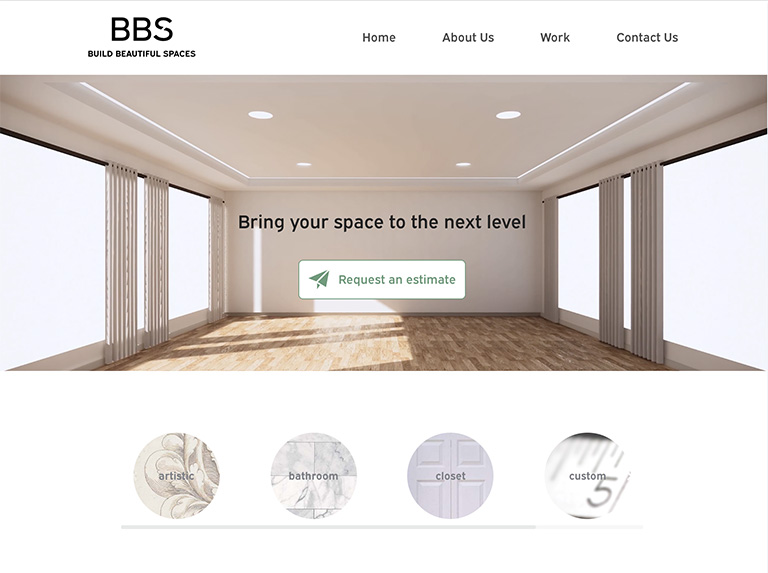 BBS
BUILD BEAUTIFUL SPACES
Home About Us Work Contact Us
Bring your space to the next level
Request an estimate
artistic bathroom closet custom
5